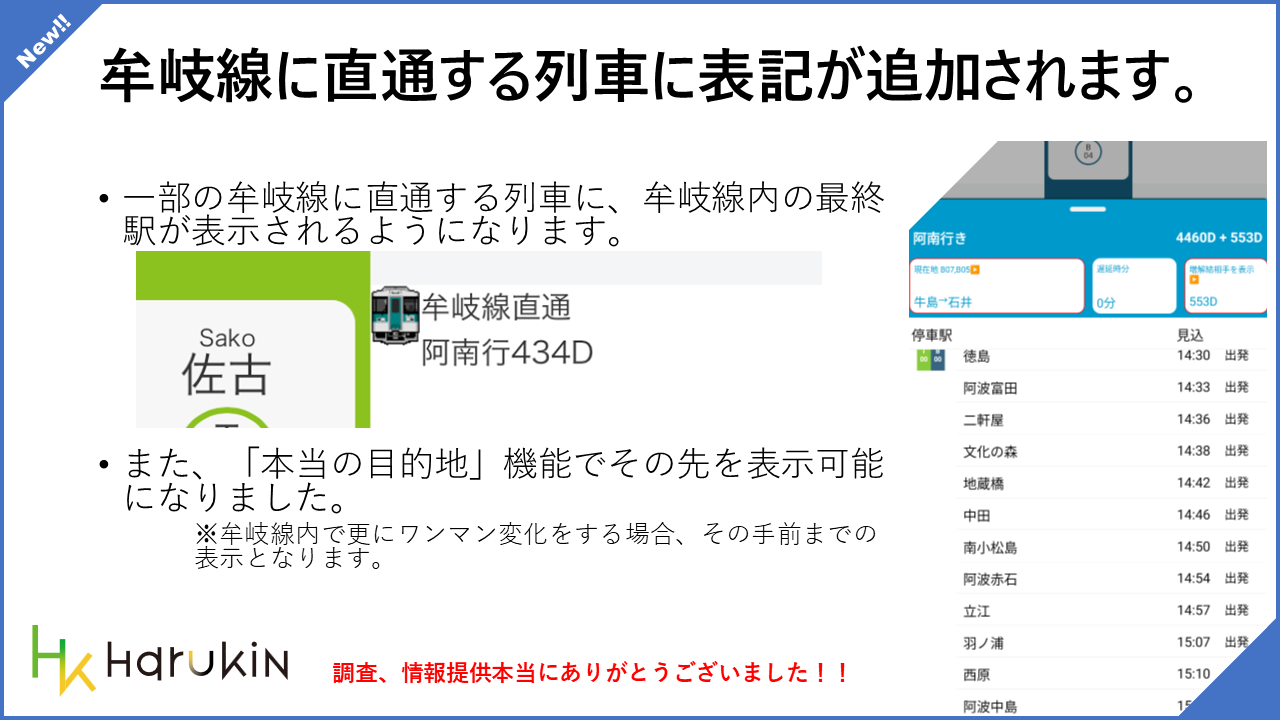 New!!
牟岐線に直通する列車に表記が追加されます。
• 一部の牟岐線に直通する列車に、牟岐線内の最終
駅が表示されるようになります。
Sako
佐古
牟岐線直通
阿南行434D
• また、「本当の目的地」機能でその先を表示可能
になりました。
※牟岐線内で更にワンマン変化をする場合、その手前までの
表示となります。
HK HarukiN
調査、情報提供本当にありがとうございました！！
B
04
阿南行き 4460D + 553D
現在地 B07,B05▶
牛島→石井
遅延時分
0分
増解結相手を表示
▶
553D
停車駅 見込
00 00
徳島 14:30 出発
阿波富田 14:33 出発
二軒屋 14:36 出発
文化の森 14:38 出発
地蔵橋 14:42 出発
中田 14:46 出発
南小松島 14:50 出発
阿波赤石 14:54 出発
立江 14:57 出発
羽ノ浦 15:07 出発
西原 15:10
阿波中島